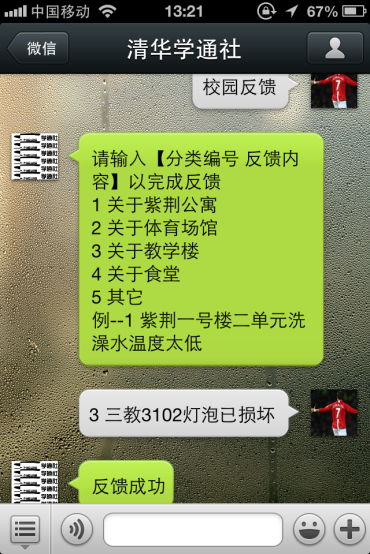 中国移动 13:21 67%
微信 清华学通社
校园反馈
请输入【分类编号 反馈内
容】以完成反馈
1 关于紫荆公寓
2 关于体育场馆
3 关于教学楼
4 关于食堂
5 其它
例--1 紫荆一号楼二单元洗
澡水温度太低
3 三教3102灯泡已损坏
反馈成功